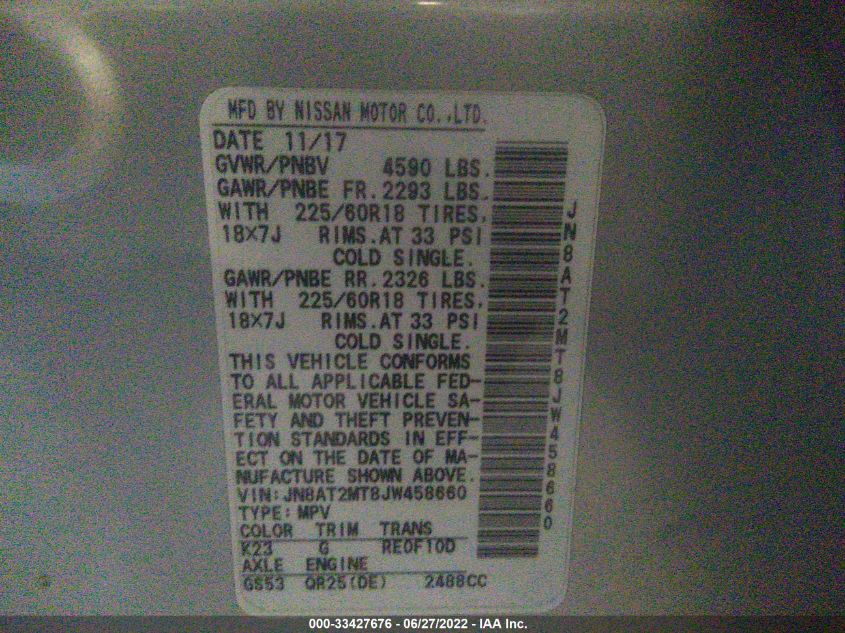 MFD BY NISSAN MOTOR CO.,LTD.
DATE 11/17
GVWR/PNBV 4590 LBS.
GAWR/PNBE FR. 2293 LBS.
WITH 225/60R18 TIRES,
18X7J RIMS.AT 33 PSI
COLD SINGLE.
GAWR/PNBE RR. 2326 LBS.
WITH 225/60R18 TIRES,
18X7J RIMS.AT 33 PSI
COLD SINGLE.
THIS VEHICLE CONFORMS
TO ALL APPLICABLE FED-
ERAL MOTOR VEHICLE SA-
FETY AND THEFT PREVEN-
TION STANDARDS IN EFF-
ECT ON THE DATE OF MA-
NUFACTURE SHOWN ABOVE.
VIN:JN8AT2MT8JW458660
TYPE:MPV
COLOR TRIM TRANS
K23 G RE0F10D
AXLE ENGINE
GS53 QR25(DE) 2488CC
JN8AT2MT8JW458660
000-33427676 - 06/27/2022 - IAA Inc.